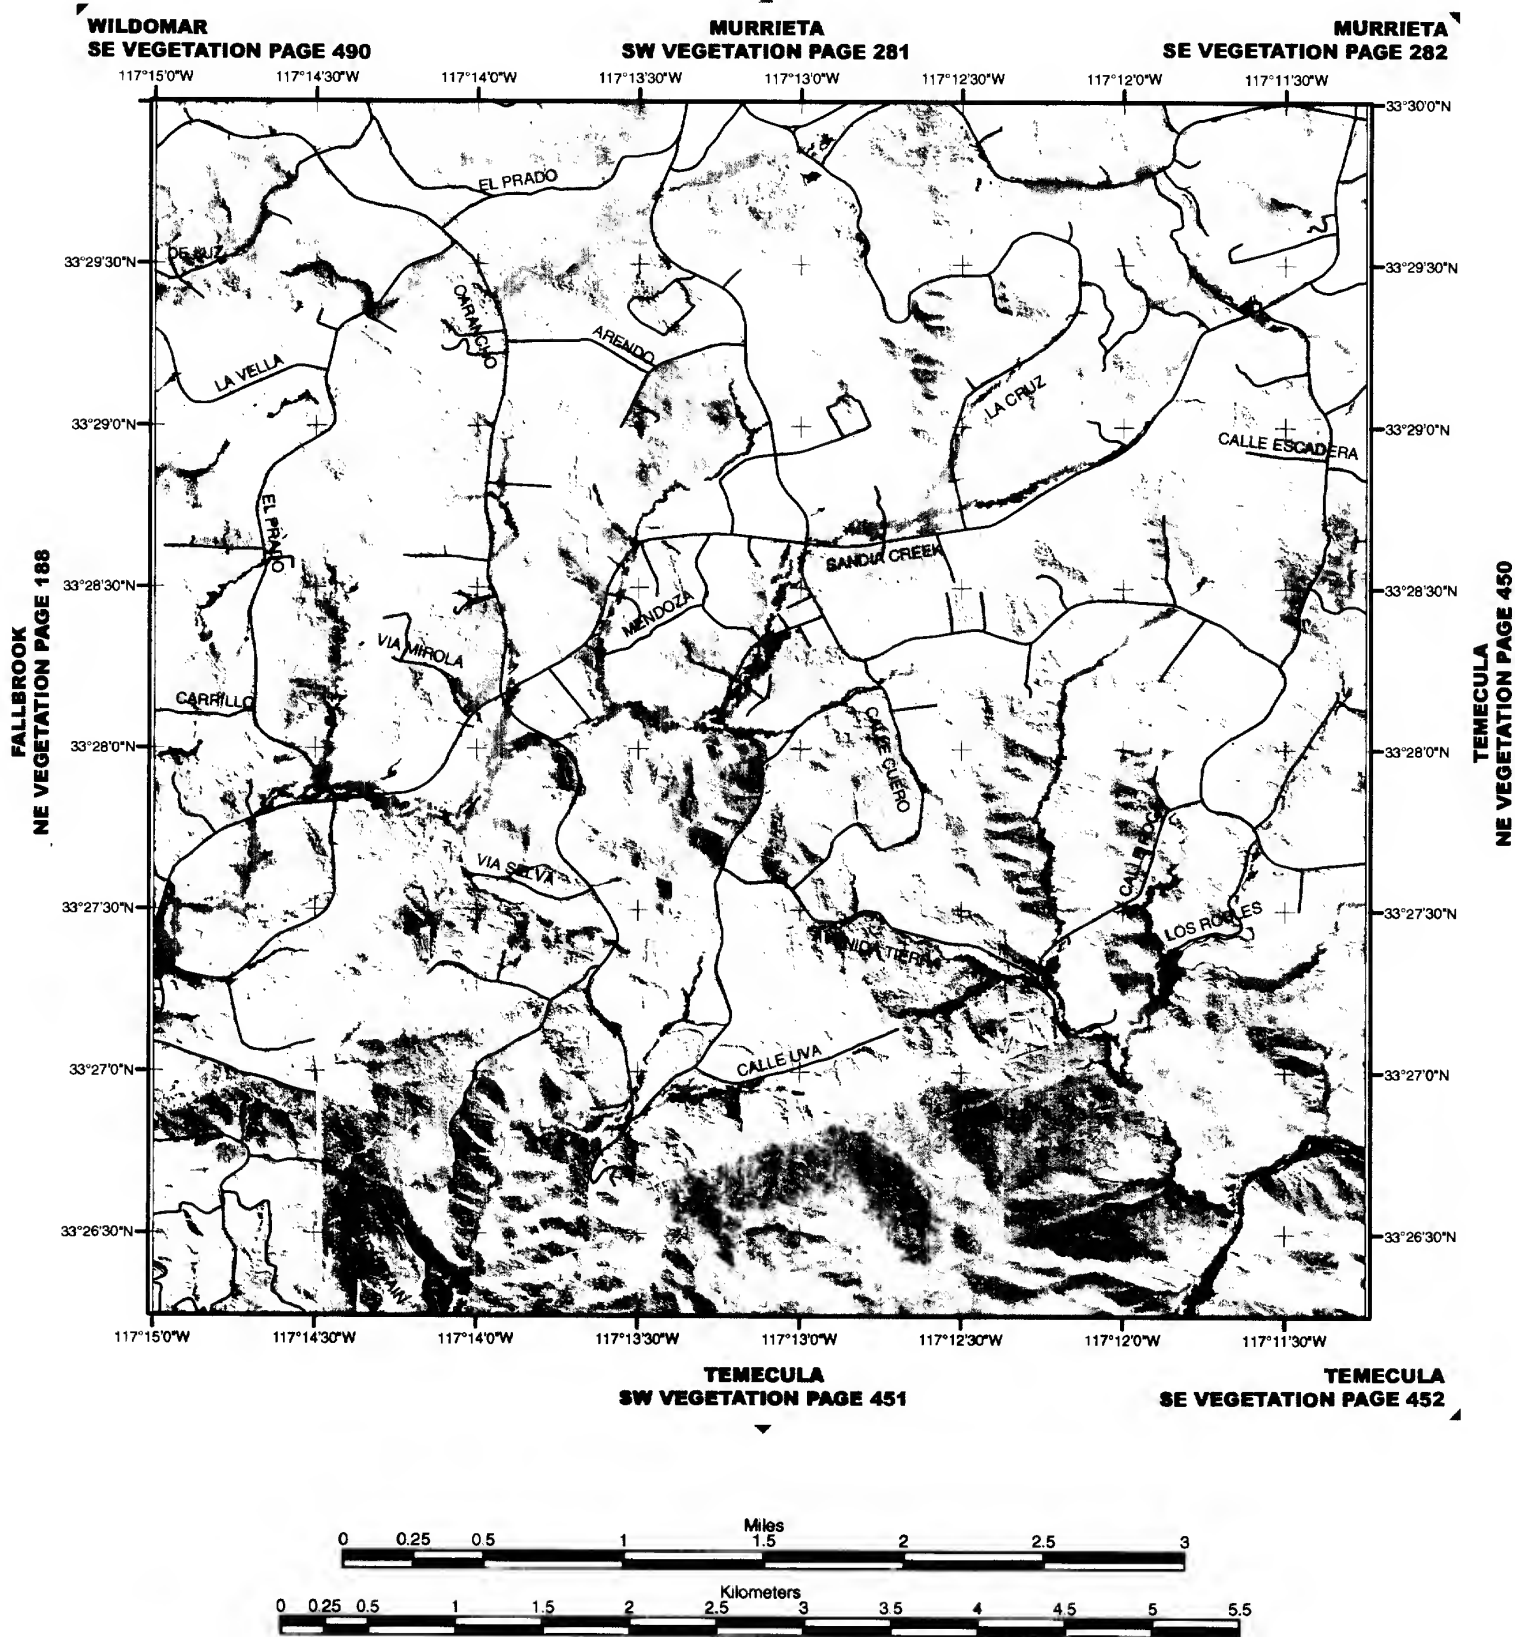 WILDOMAR
SE VEGETATION PAGE 490
MURRIETA
SW VEGETATION PAGE 281
MURRIETA
SE VEGETATION PAGE 282
117°15'0"W 117°14'30"W 117°14'0"W 117°13'30"W 117°13'0"W 117°12'30"W 117°12'0"W 117°11'30"W
33°30'0"N
EL PRADO
DE LUZ
33°29'30"N
33°29'30"N
CARANCHO
ARENDO
LA VELLA
LA CRUZ
33°29'0"N
33°29'0"N
CALLE ESCADERA
EL PRADO
SANDIA CREEK
33°28'30"N
33°28'30"N
MENDOZA
VIA MIROLA
CARRILLO
CALLE CUERO
33°28'0"N
33°28'0"N
FALLBROOK
NE VEGETATION PAGE 188
TEMECULA
NE VEGETATION PAGE 450
VIA SELVA
33°27'30"N
33°27'30"N
LOS ROBLES
TIERRA
CALLE UVA
33°27'0"N
33°27'0"N
33°26'30"N
33°26'30"N
117°15'0"W 117°14'30"W 117°14'0"W 117°13'30"W 117°13'0"W 117°12'30"W 117°12'0"W 117°11'30"W
TEMECULA
SW VEGETATION PAGE 451
TEMECULA
SE VEGETATION PAGE 452
Miles
0 0.25 0.5 1 1.5 2 2.5 3
Kilometers
0 0.25 0.5 1 1.5 2 2.5 3 3.5 4 4.5 5 5.5